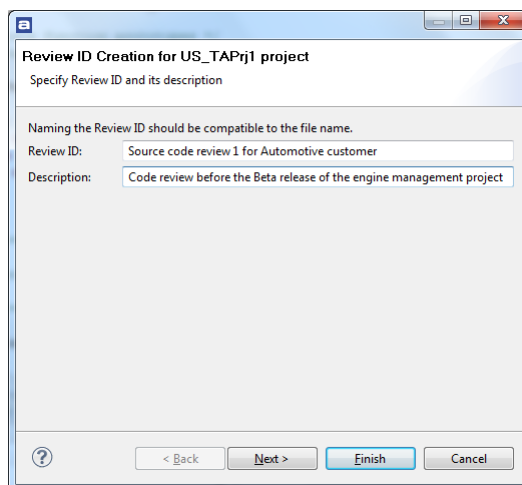 a
Review ID Creation for US_TAPrj1 project
Specify Review ID and its description
Naming the Review ID should be compatible to the file name.
Review ID: Source code review 1 for Automotive customer
Description: Code review before the Beta release of the engine management project
? < Back Next > Finish Cancel